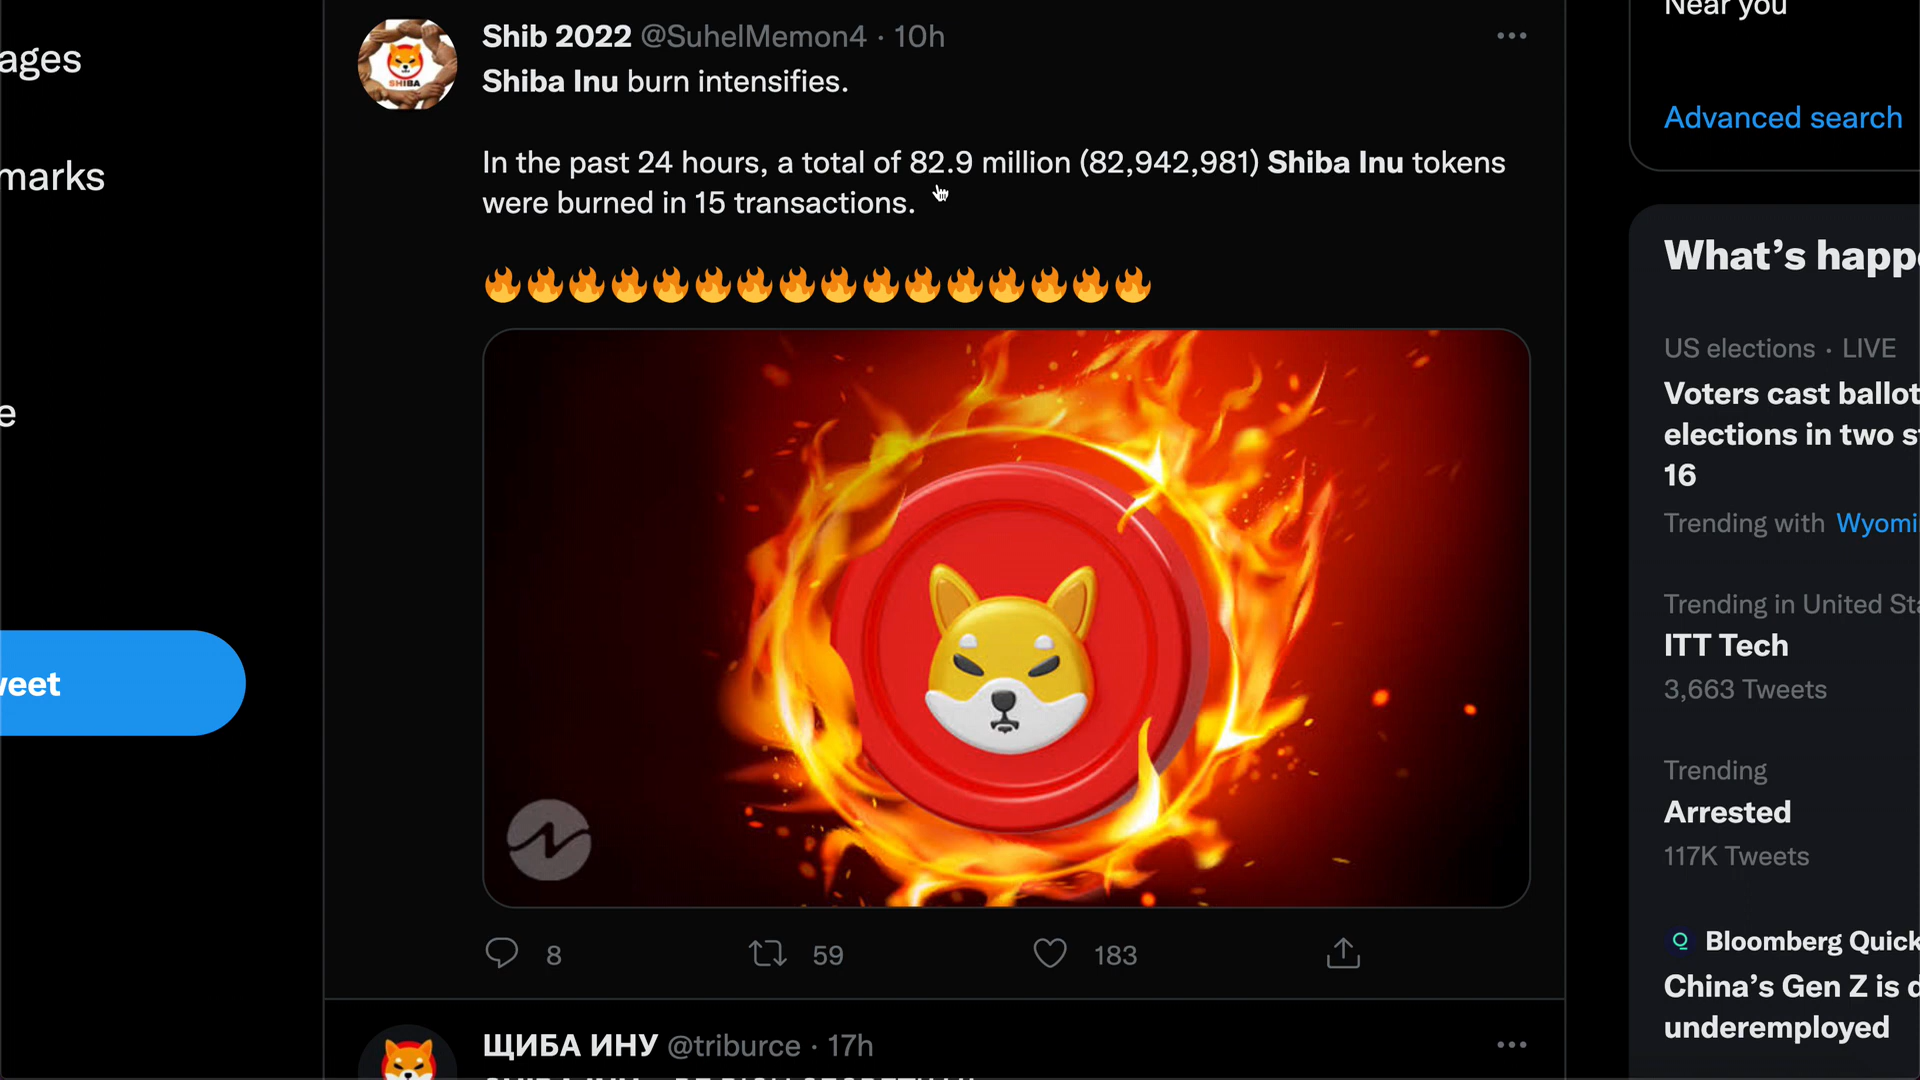 ages
marks
e
weet
Shib 2022 @SuhelMemon4 · 10h
Shiba Inu burn intensifies.
In the past 24 hours, a total of 82.9 million (82,942,981) Shiba Inu tokens
were burned in 15 transactions.
🔥🔥🔥🔥🔥🔥🔥🔥🔥🔥🔥🔥🔥🔥🔥🔥
SHIBA
8
59
183
ЩИБА ИНУ @triburce · 17h
Near you
Advanced search
What’s happe
US elections · LIVE
Voters cast ballot
elections in two s
16
Trending with Wyomi
Trending in United Sta
ITT Tech
3,663 Tweets
Trending
Arrested
117K Tweets
Bloomberg Quick
China’s Gen Z is d
underemployed